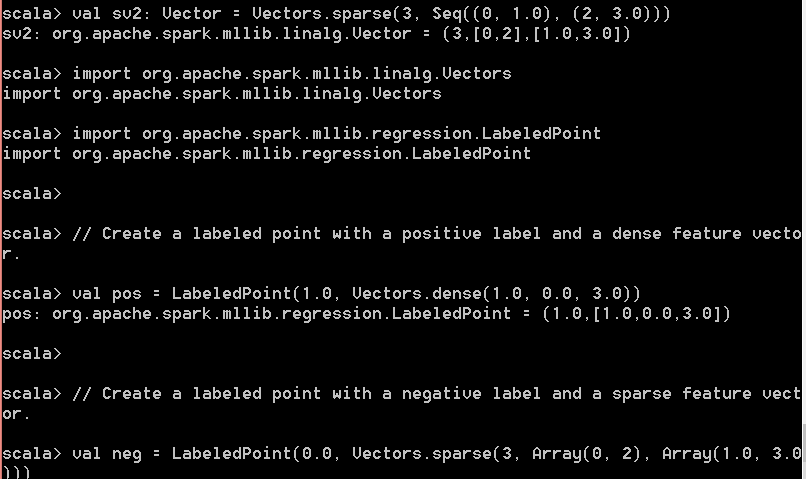 scala> val sv2: Vector = Vectors.sparse(3, Seq((0, 1.0), (2, 3.0)))
sv2: org.apache.spark.mllib.linalg.Vector = (3,[0,2],[1.0,3.0])
scala> import org.apache.spark.mllib.linalg.Vectors
import org.apache.spark.mllib.linalg.Vectors
scala> import org.apache.spark.mllib.regression.LabeledPoint
import org.apache.spark.mllib.regression.LabeledPoint
scala>
scala> // Create a labeled point with a positive label and a dense feature vecto
r.
scala> val pos = LabeledPoint(1.0, Vectors.dense(1.0, 0.0, 3.0))
pos: org.apache.spark.mllib.regression.LabeledPoint = (1.0,[1.0,0.0,3.0])
scala>
scala> // Create a labeled point with a negative label and a sparse feature vect
or.
scala> val neg = LabeledPoint(0.0, Vectors.sparse(3, Array(0, 2), Array(1.0, 3.0
)))